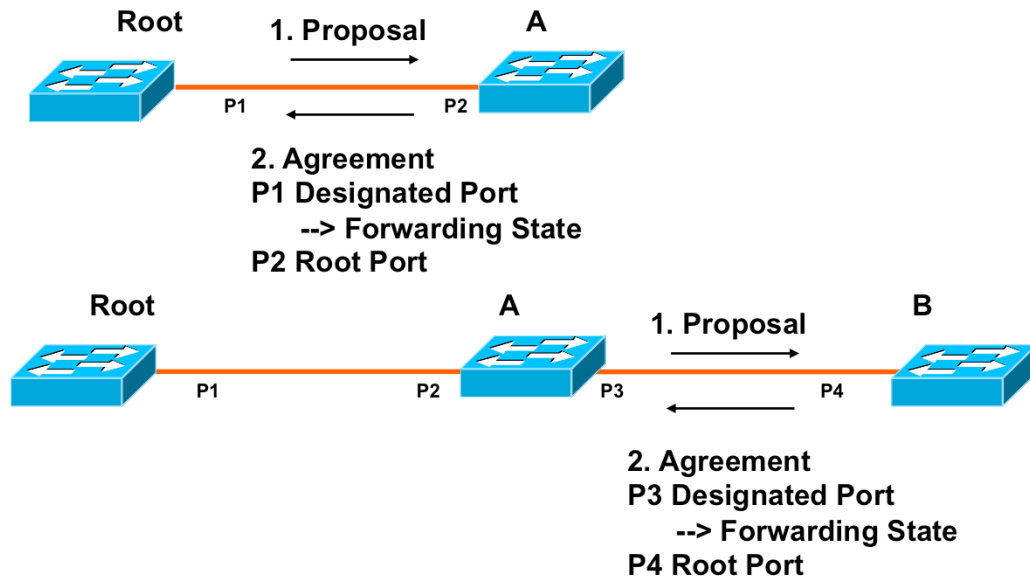 Root
1. Proposal
A
P1
P2
2. Agreement
P1 Designated Port
--> Forwarding State
P2 Root Port
Root
A
B
1. Proposal
P1
P2
P3
P4
2. Agreement
P3 Designated Port
--> Forwarding State
P4 Root Port